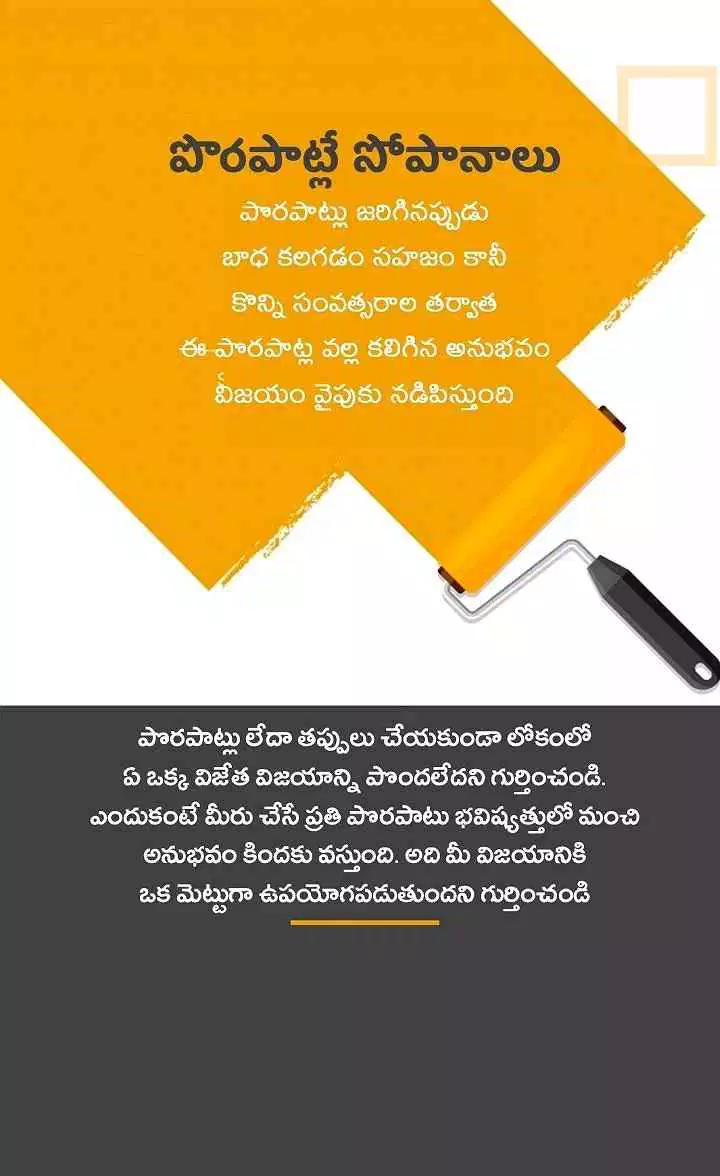 పొరపాట్లే సోపానాలు
పొరపాట్లు జరిగినప్పుడు
బాధ కలగడం సహజం కానీ
కొన్ని సంవత్సరాల తర్వాత
ఈ పొరపాట్ల వల్ల కలిగిన అనుభవం
విజయం వైపుకు నడిపిస్తుంది
పొరపాట్లు లేదా తప్పులు చేయకుండా లోకంలో
ఏ ఒక్క విజేత విజయాన్ని పొందలేదని గుర్తించండి.
ఎందుకంటే మీరు చేసే ప్రతి పొరపాటు భవిష్యత్తులో మంచి
అనుభవం కిందకు వస్తుంది. అది మీ విజయానికి
ఒక మెట్టుగా ఉపయోగపడుతుందని గుర్తించండి